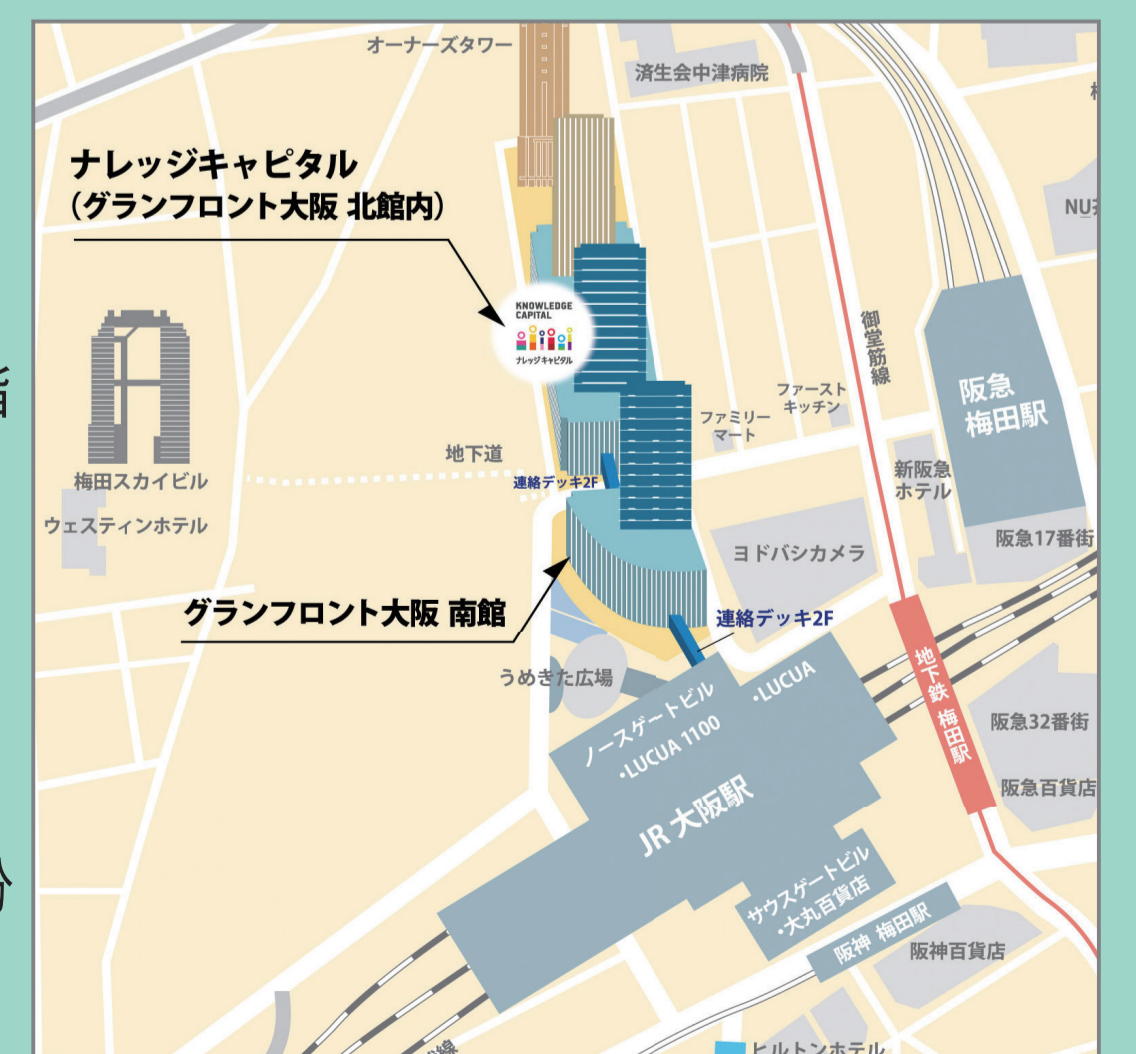 オーナーズタワー
済生会中津病院
ナレッジキャピタル
（グランフロント大阪 北館内）
KNOWLEDGE
CAPITAL
ナレッジキャピタル
御堂筋線
阪急
梅田駅
ファースト
キッチン
ファミリー
マート
地下道
連絡デッキ2F
梅田スカイビル
ウェスティンホテル
新阪急
ホテル
阪急17番街
ヨドバシカメラ
グランフロント大阪 南館
連絡デッキ2F
うめきた広場
ノースゲートビル
・LUCUA 1100
・LUCUA
地下鉄 梅田駅
阪急32番街
阪急百貨店
JR 大阪駅
サウスゲートビル
・大丸百貨店
阪神 梅田駅
阪神百貨店
ヒルトンホテル
NU